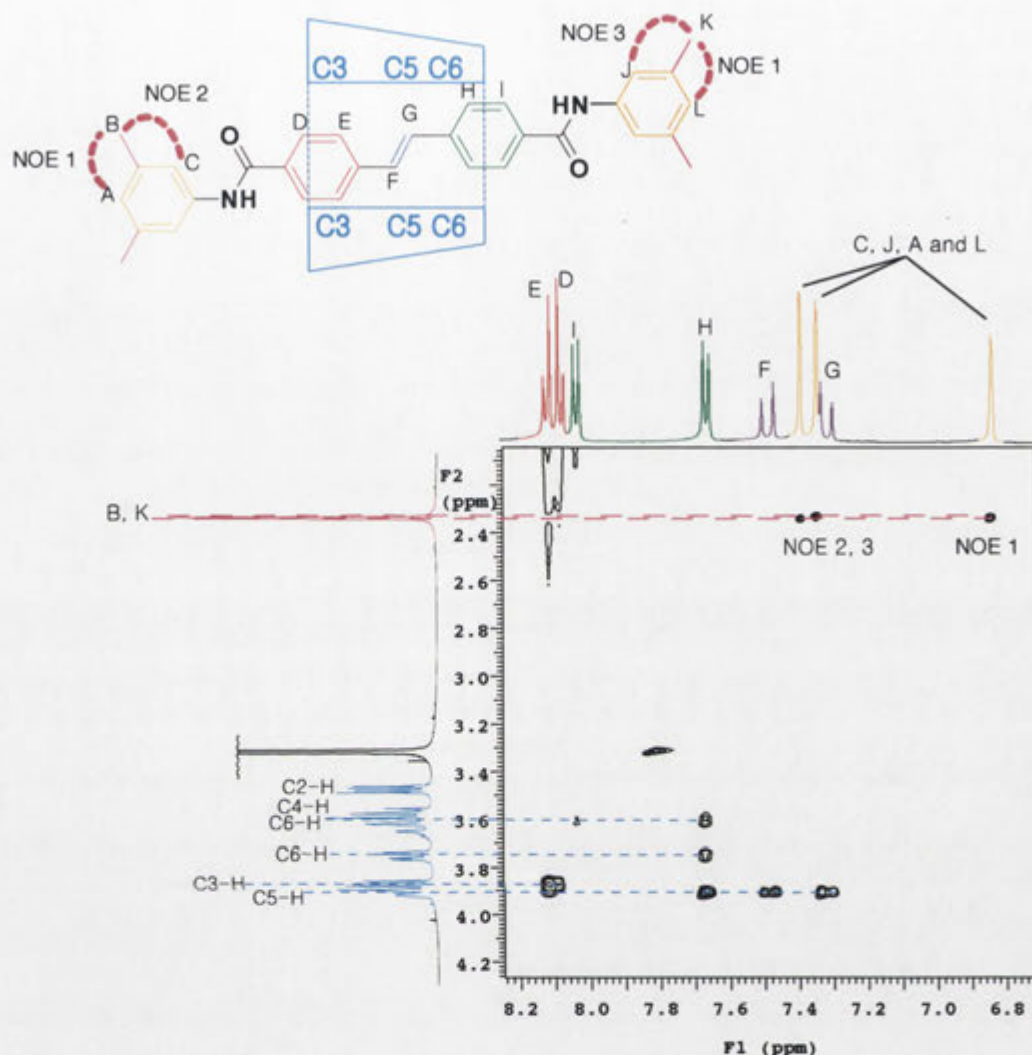 NOE 3
K
NOE 1
J
L
C3 C5 C6
H
I
HN
O
NOE 2
B
NOE 1
A
C
O
NH
D
E
G
F
C3 C5 C6
C, J, A and L
E
D
I
H
F
G
F2
(ppm)
B, K
NOE 2, 3
NOE 1
2.4
2.6
2.8
3.0
3.2
3.4
3.6
3.8
4.0
4.2
C2-H
C4-H
C6-H
C6-H
C3-H
C5-H
8.2 8.0 7.8 7.6 7.4 7.2 7.0 6.8
F1 (ppm)